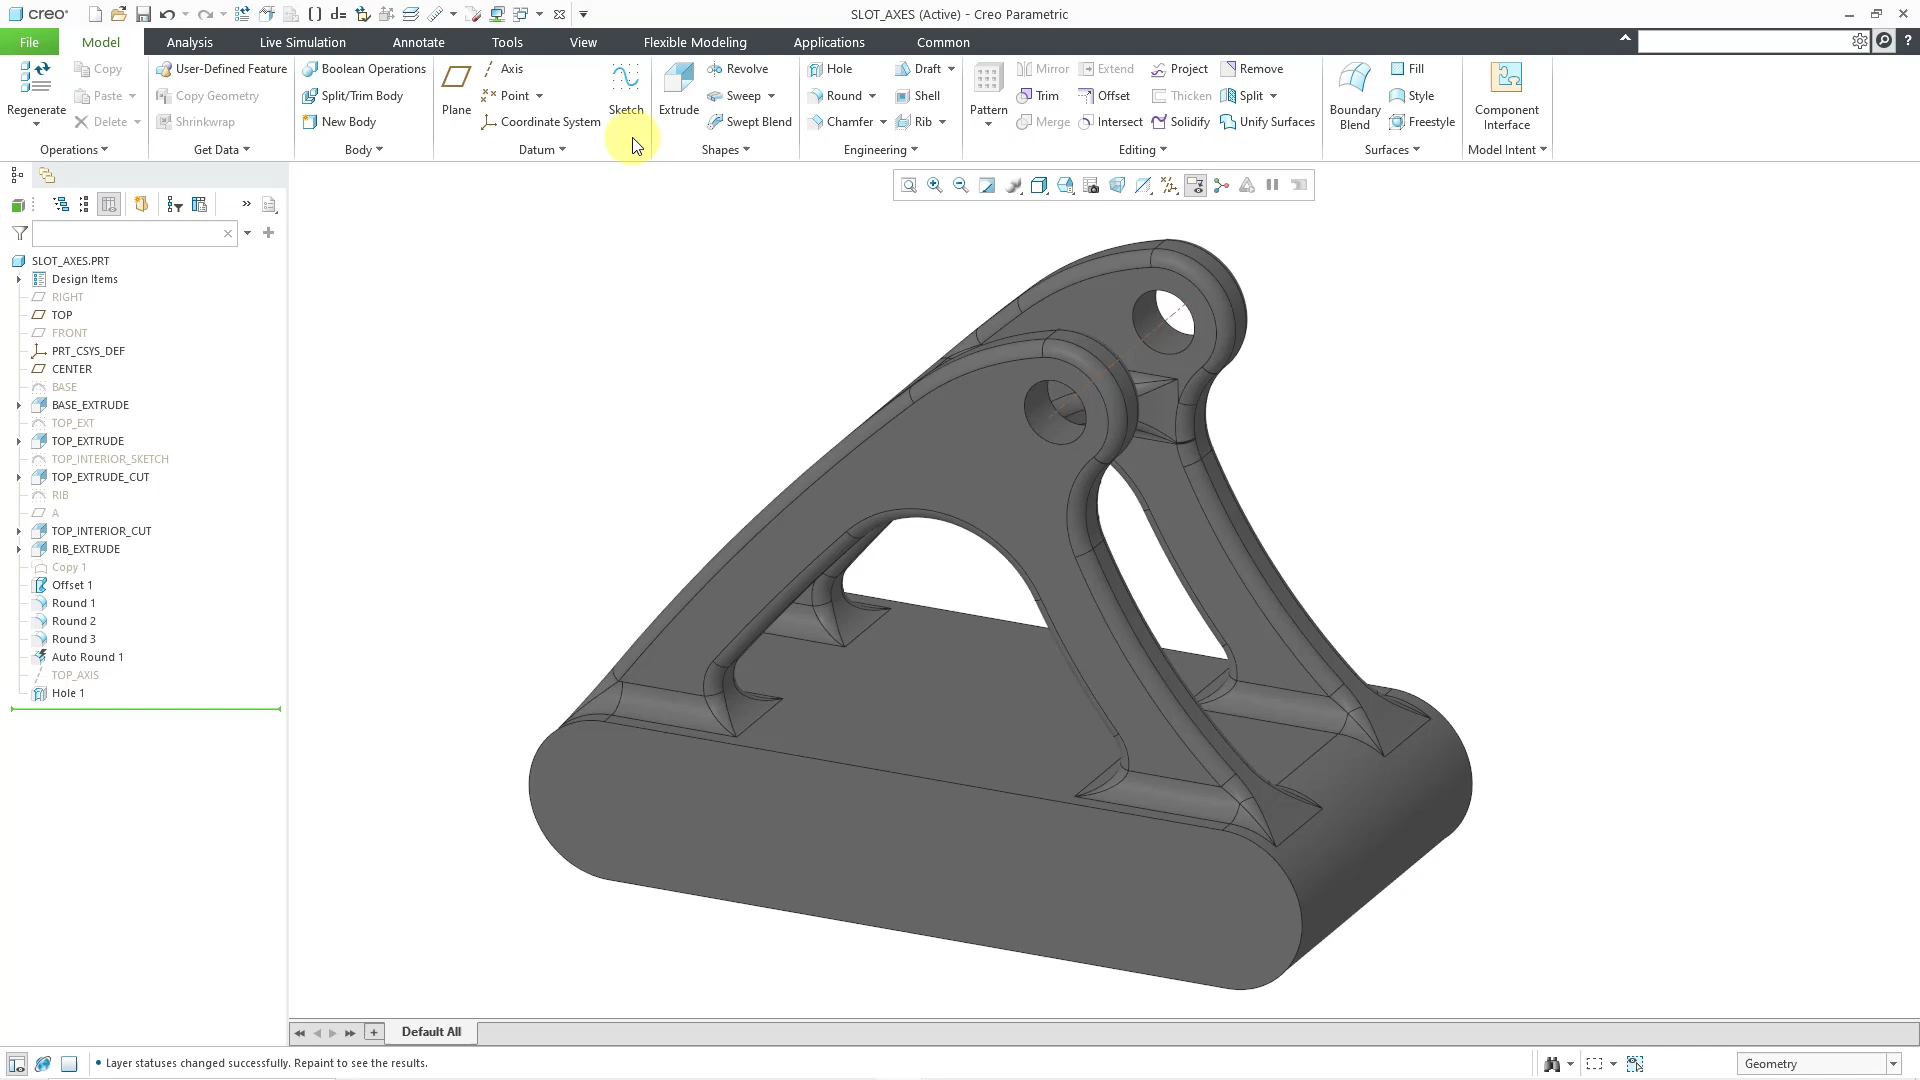 creo
SLOT_AXES (Active) - Creo Parametric
File Model Analysis Live Simulation Annotate Tools View Flexible Modeling Applications Common
Regenerate Copy Paste Delete Operations
User-Defined Feature Copy Geometry Shrinkwrap Get Data
Boolean Operations Split/Trim Body New Body Body
Plane Axis Point Coordinate System Sketch Datum
Extrude Revolve Sweep Swept Blend Shapes
Hole Round Chamfer Draft Shell Rib Engineering
Pattern Mirror Trim Merge Extend Offset Intersect Project Thicken Solidify Remove Split Unify Surfaces Editing
Boundary Blend Fill Style Freestyle Surfaces
Component Interface Model Intent
SLOT_AXES.PRT
Design Items
RIGHT
TOP
FRONT
PRT_CSYS_DEF
CENTER
BASE
BASE_EXTRUDE
TOP_EXT
TOP_EXTRUDE
TOP_INTERIOR_SKETCH
TOP_EXTRUDE_CUT
RIB
A
TOP_INTERIOR_CUT
RIB_EXTRUDE
Copy 1
Offset 1
Round 1
Round 2
Round 3
Auto Round 1
TOP_AXIS
Hole 1
Default All
• Layer statuses changed successfully. Repaint to see the results.
Geometry